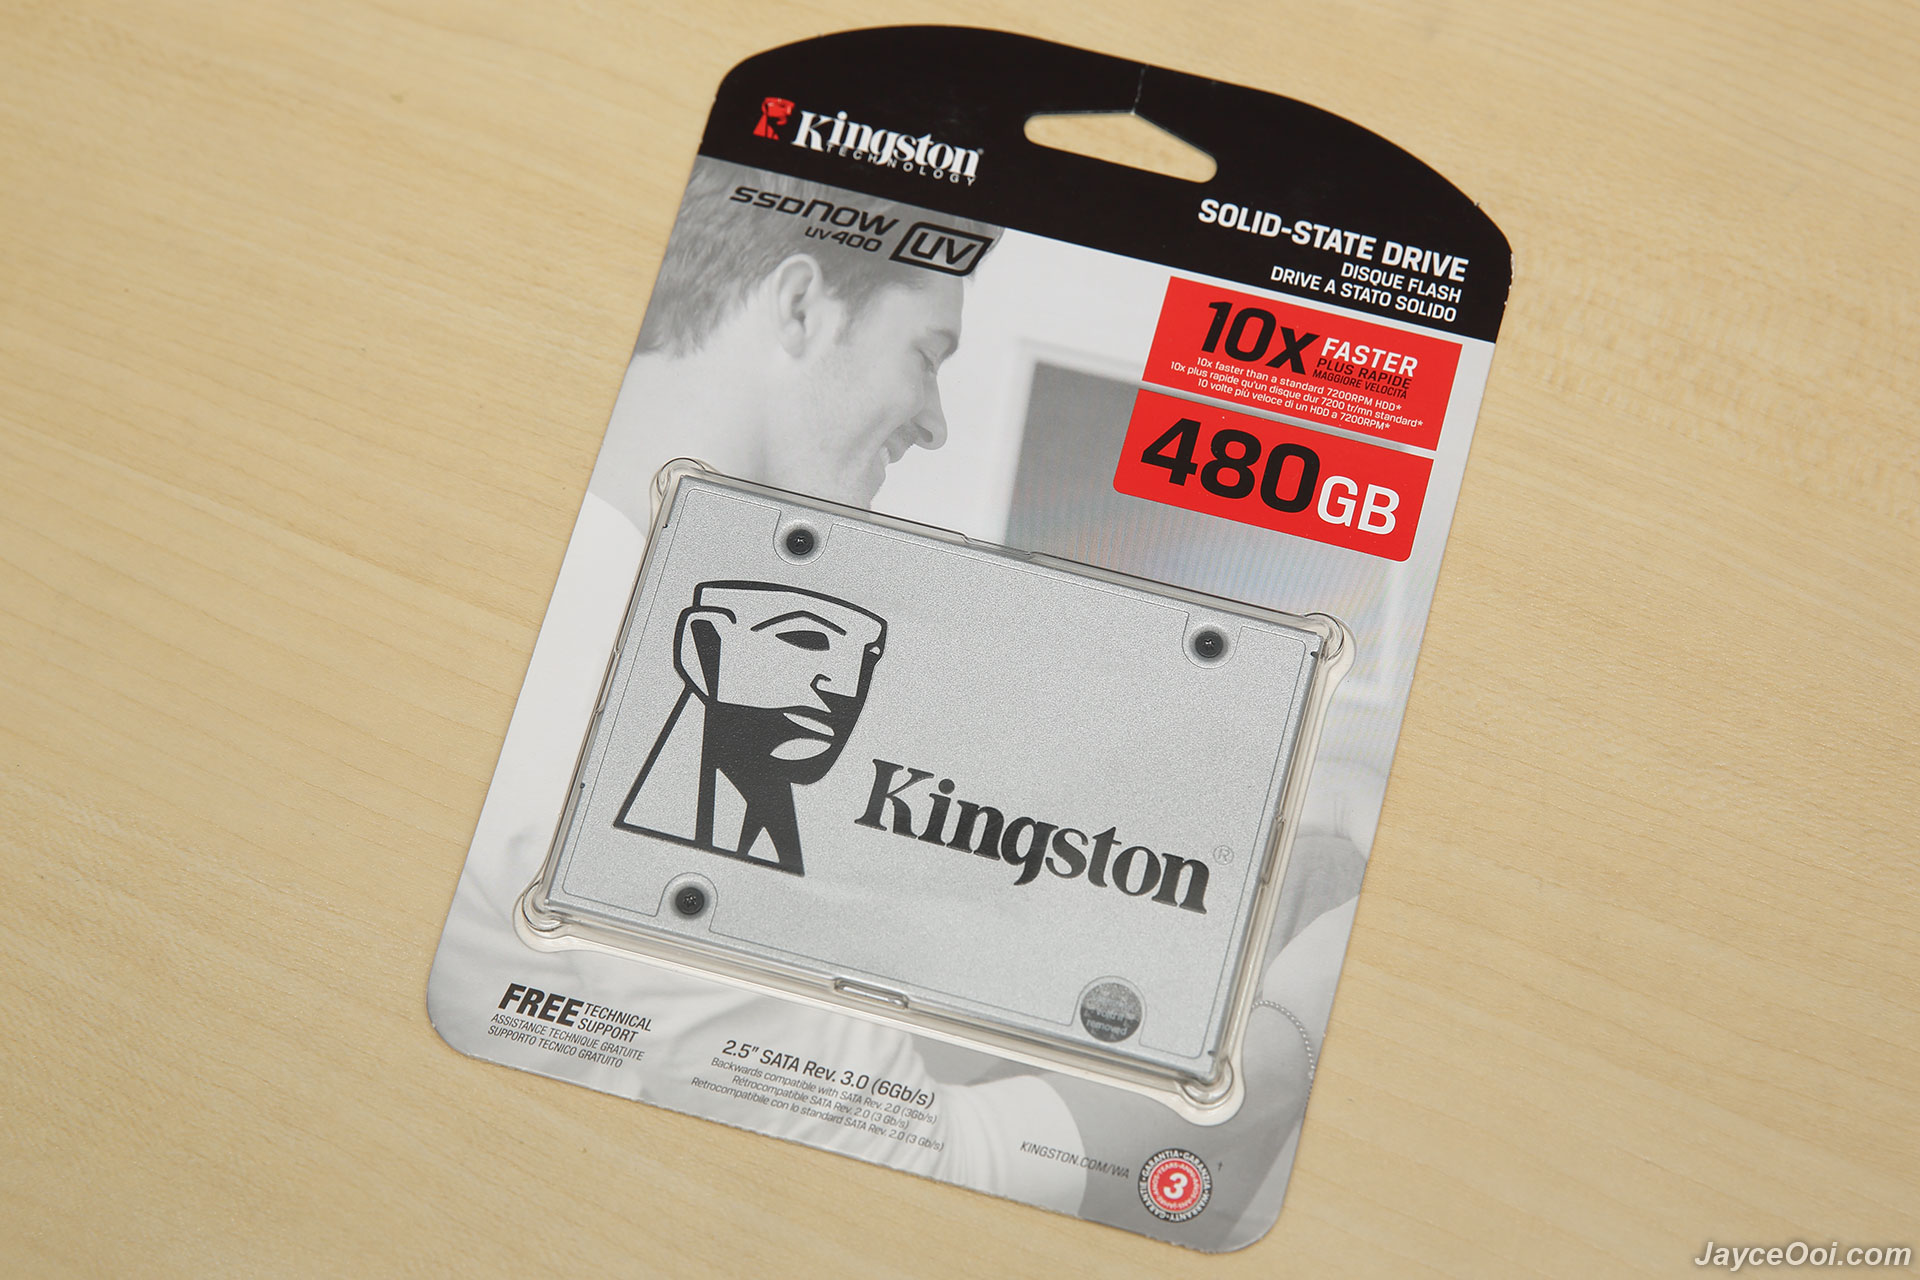 Kingston
TECHNOLOGY
SSDNOW
UV400
UV
SOLID-STATE DRIVE
DISQUE FLASH
DRIVE A STATO SOLIDO
10x FASTER
PLUS RAPIDE
MAGGIORE VELOCITÀ
10x faster than a standard 7200RPM HDD*
10x plus rapide qu'un disque dur 7200 tr/mn standard*
10 volte più veloce di un HDD a 7200RPM*
480GB
Kingston®
FREE TECHNICAL
SUPPORT
ASSISTANCE TECHNIQUE GRATUITE
SUPPORTO TECNICO GRATUITO
2.5" SATA Rev. 3.0 (6Gb/s)
Backwards compatible with SATA Rev. 2.0 (3Gb/s)
Rétrocompatible SATA Rev. 2.0 (3 Gb/s)
Retrocompatibile con lo standard SATA Rev. 2.0 (3 Gb/s)
KINGSTON.COM/WA
3
removed
JayceOoi.com